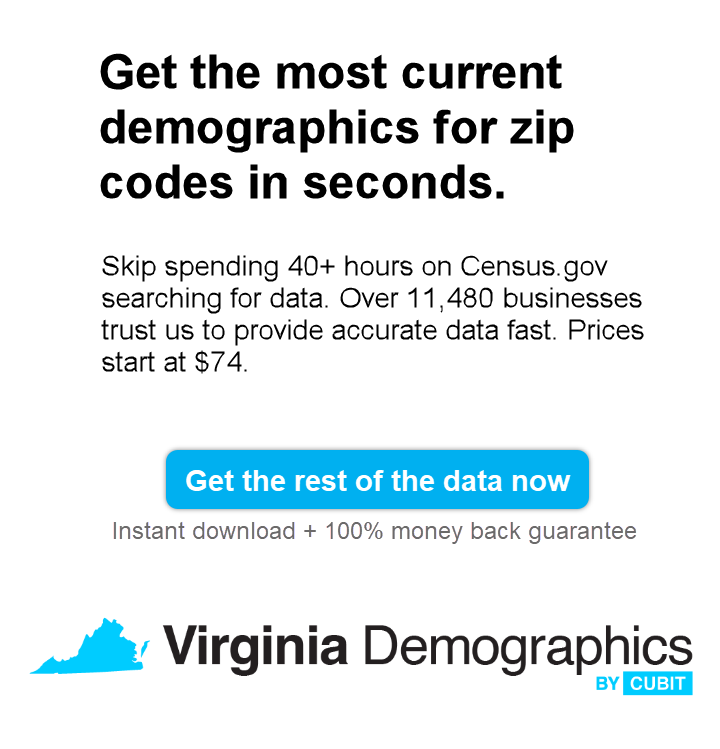 Get the most current
demographics for zip
codes in seconds.
Skip spending 40+ hours on Census.gov
searching for data. Over 11,480 businesses
trust us to provide accurate data fast. Prices
start at $74.
Get the rest of the data now
Instant download + 100% money back guarantee
Virginia Demographics
BY CUBIT